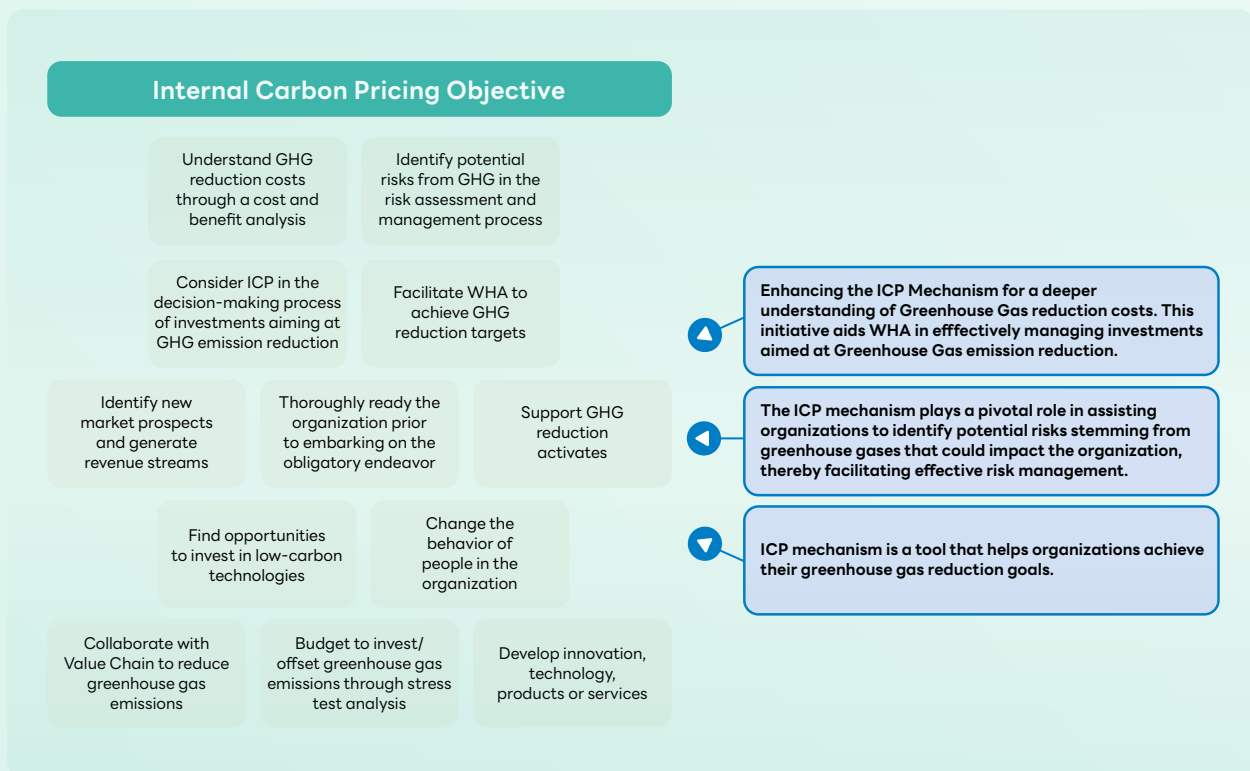 Internal Carbon Pricing Objective
Understand GHG
reduction costs
through a cost and
benefit analysis
Identify potential
risks from GHG in the
risk assessment and
management process
Consider ICP in the
decision-making process
of investments aiming at
GHG emission reduction
Facilitate WHA to
achieve GHG
reduction targets
Identify new
market prospects
and generate
revenue streams
Thoroughly ready the
organization prior
to embarking on the
obligatory endeavor
Support GHG
reduction
activates
Find opportunities
to invest in low-carbon
technologies
Change the
behavior of
people in the
organization
Collaborate with
Value Chain to reduce
greenhouse gas
emissions
Budget to invest/
offset greenhouse gas
emissions through stress
test analysis
Develop innovation,
technology,
products or services
Enhancing the ICP Mechanism for a deeper
understanding of Greenhouse Gas reduction costs. This
initiative aids WHA in efffectively managing investments
aimed at Greenhouse Gas emission reduction.
The ICP mechanism plays a pivotal role in assisting
organizations to identify potential risks stemming from
greenhouse gases that could impact the organization,
thereby facilitating effective risk management.
ICP mechanism is a tool that helps organizations achieve
their greenhouse gas reduction goals.